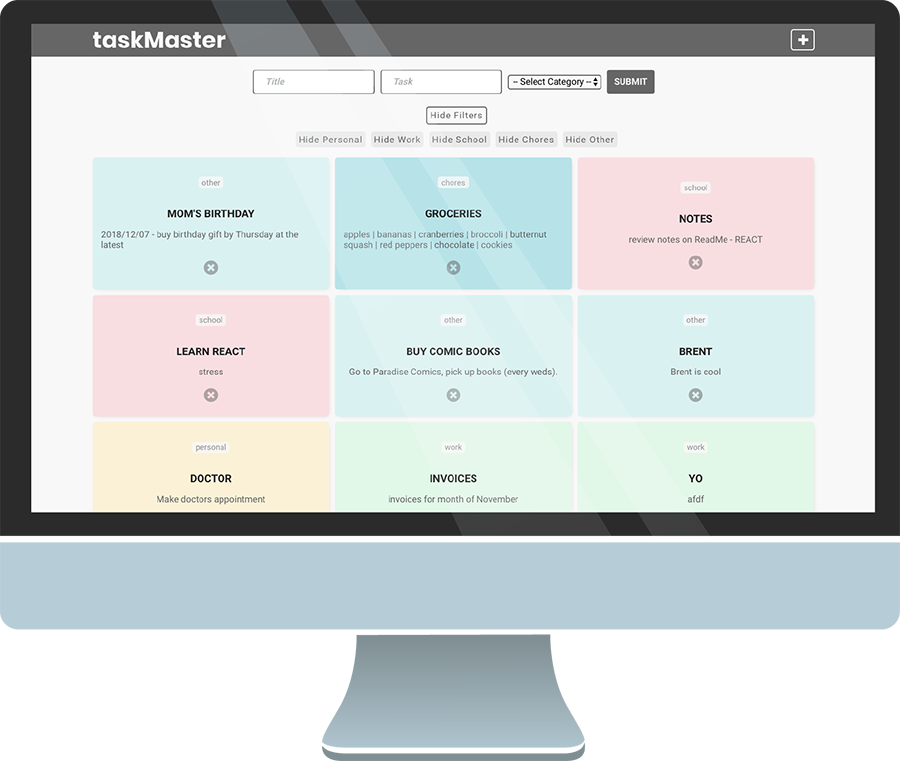 taskMaster
Title Task -- Select Category -- SUBMIT
Hide Filters
Hide Personal Hide Work Hide School Hide Chores Hide Other
other
MOM'S BIRTHDAY
2018/12/07 - buy birthday gift by Thursday at the
latest
chores
GROCERIES
apples | bananas | cranberries | broccoli | butternut
squash | red peppers | chocolate | cookies
school
NOTES
review notes on ReadMe - REACT
school
LEARN REACT
stress
other
BUY COMIC BOOKS
Go to Paradise Comics, pick up books (every weds).
other
BRENT
Brent is cool
personal
DOCTOR
Make doctors appointment
work
INVOICES
invoices for month of November
work
YO
afdf